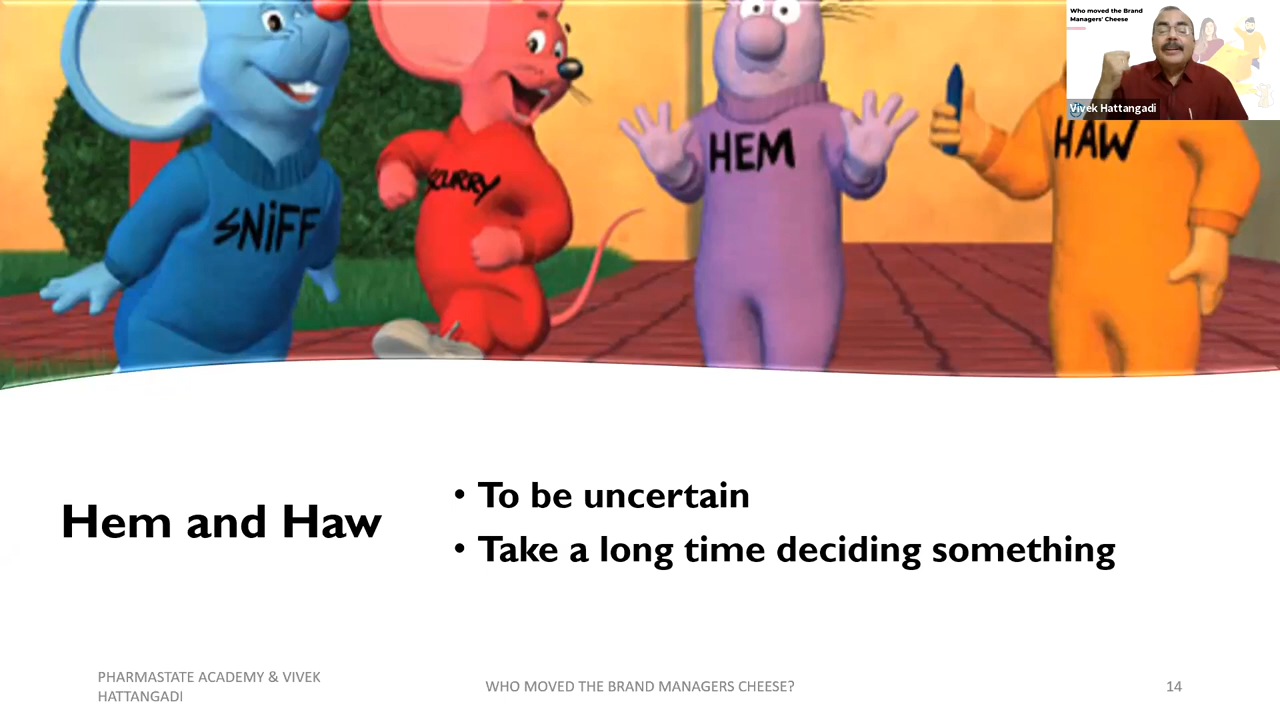 Who moved the Brand
Managers' Cheese
Vivek Hattangadi
SNiFF
SCURRY
HEM
HAW
Hem and Haw
• To be uncertain
• Take a long time deciding something
PHARMASTATE ACADEMY & VIVEK
HATTANGADI
WHO MOVED THE BRAND MANAGERS CHEESE?
14